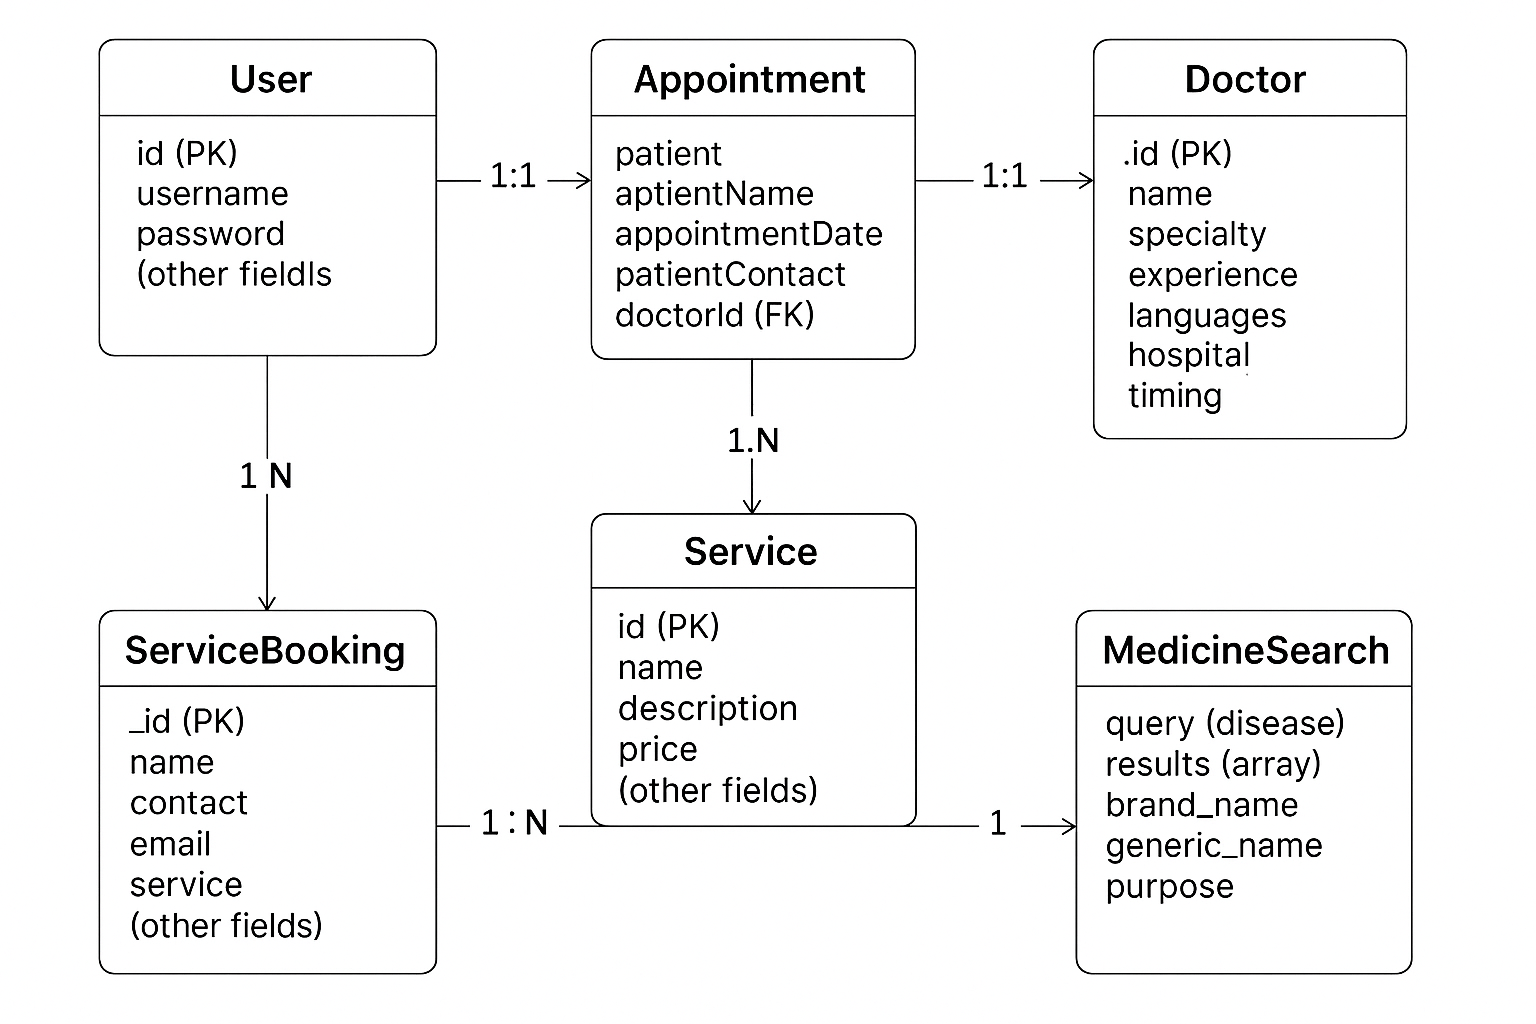 User
id (PK)
username
password
(other fieldls
1:1
Appointment
patient
aptientName
appointmentDate
patientContact
doctorId (FK)
1:1
Doctor
.id (PK)
name
specialty
experience
languages
hospital
timing
1 N
1.N
Service
id (PK)
name
description
price
(other fields)
ServiceBooking
_id (PK)
name
contact
email
service
(other fields)
1:N
1
MedicineSearch
query (disease)
results (array)
brand_name
generic_name
purpose